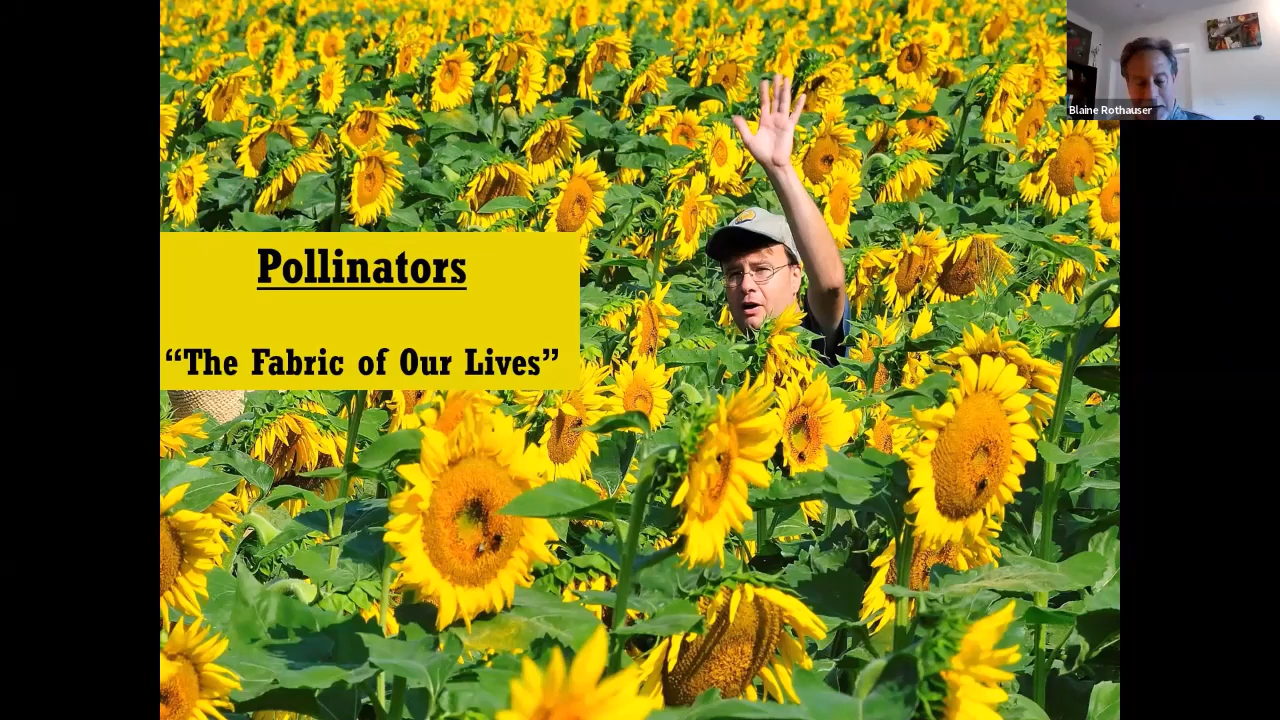 Pollinators
“The Fabric of Our Lives”
Blaine Rothauser